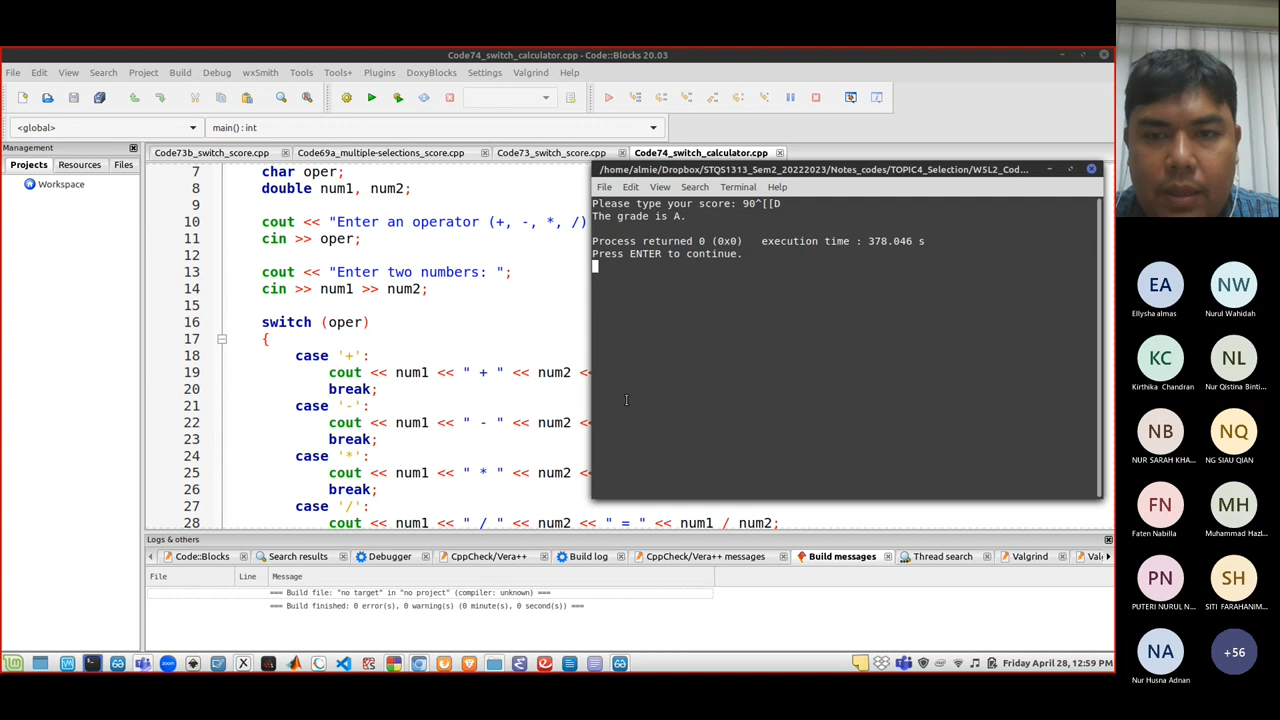 Code74_switch_calculator.cpp - Code::Blocks 20.03
File Edit View Search Project Build Debug wxSmith Tools Tools+ Plugins DoxyBlocks Settings Valgrind Help
<global> main() : int
Management
Projects Resources Files
Workspace
Code73b_switch_score.cpp Code69a_multiple-selections_score.cpp Code73_switch_score.cpp Code74_switch_calculator.cpp
7 char oper;
8 double num1, num2;
9
10 cout << "Enter an operator (+, -, *, /)
11 cin >> oper;
12
13 cout << "Enter two numbers: ";
14 cin >> num1 >> num2;
15
16 switch (oper)
17 {
18 case '+':
19 cout << num1 << " + " << num2 <<
20 break;
21 case '-':
22 cout << num1 << " - " << num2 <<
23 break;
24 case '*':
25 cout << num1 << " * " << num2 <<
26 break;
27 case '/':
28 cout << num1 << " / " << num2 << " = " << num1 / num2;
/home/almie/Dropbox/STQS1313_Sem2_20222023/Notes_codes/TOPIC4_Selection/W5L2_Cod...
File Edit View Search Terminal Help
Please type your score: 90^[[D
The grade is A.
Process returned 0 (0x0) execution time : 378.046 s
Press ENTER to continue.
Logs & others
Code::Blocks Search results Debugger CppCheck/Vera++ Build log CppCheck/Vera++ messages Build messages Thread search Valgrind Val
File Line Message
=== Build file: "no target" in "no project" (compiler: unknown) ===
=== Build finished: 0 error(s), 0 warning(s) (0 minute(s), 0 second(s)) ===
zoom
Friday April 28, 12:59 PM
EA NW
Ellysha almas Nurul Wahidah
KC NL
Kirthika Chandran Nur Qistina Binti...
NB NQ
NUR SARAH KHA... NG SIAU QIAN
FN MH
Faten Nabilla Muhammad Hazi...
PN SH
PUTERI NURUL N... SITI FARAHANIM...
NA +56
Nur Husna Adnan